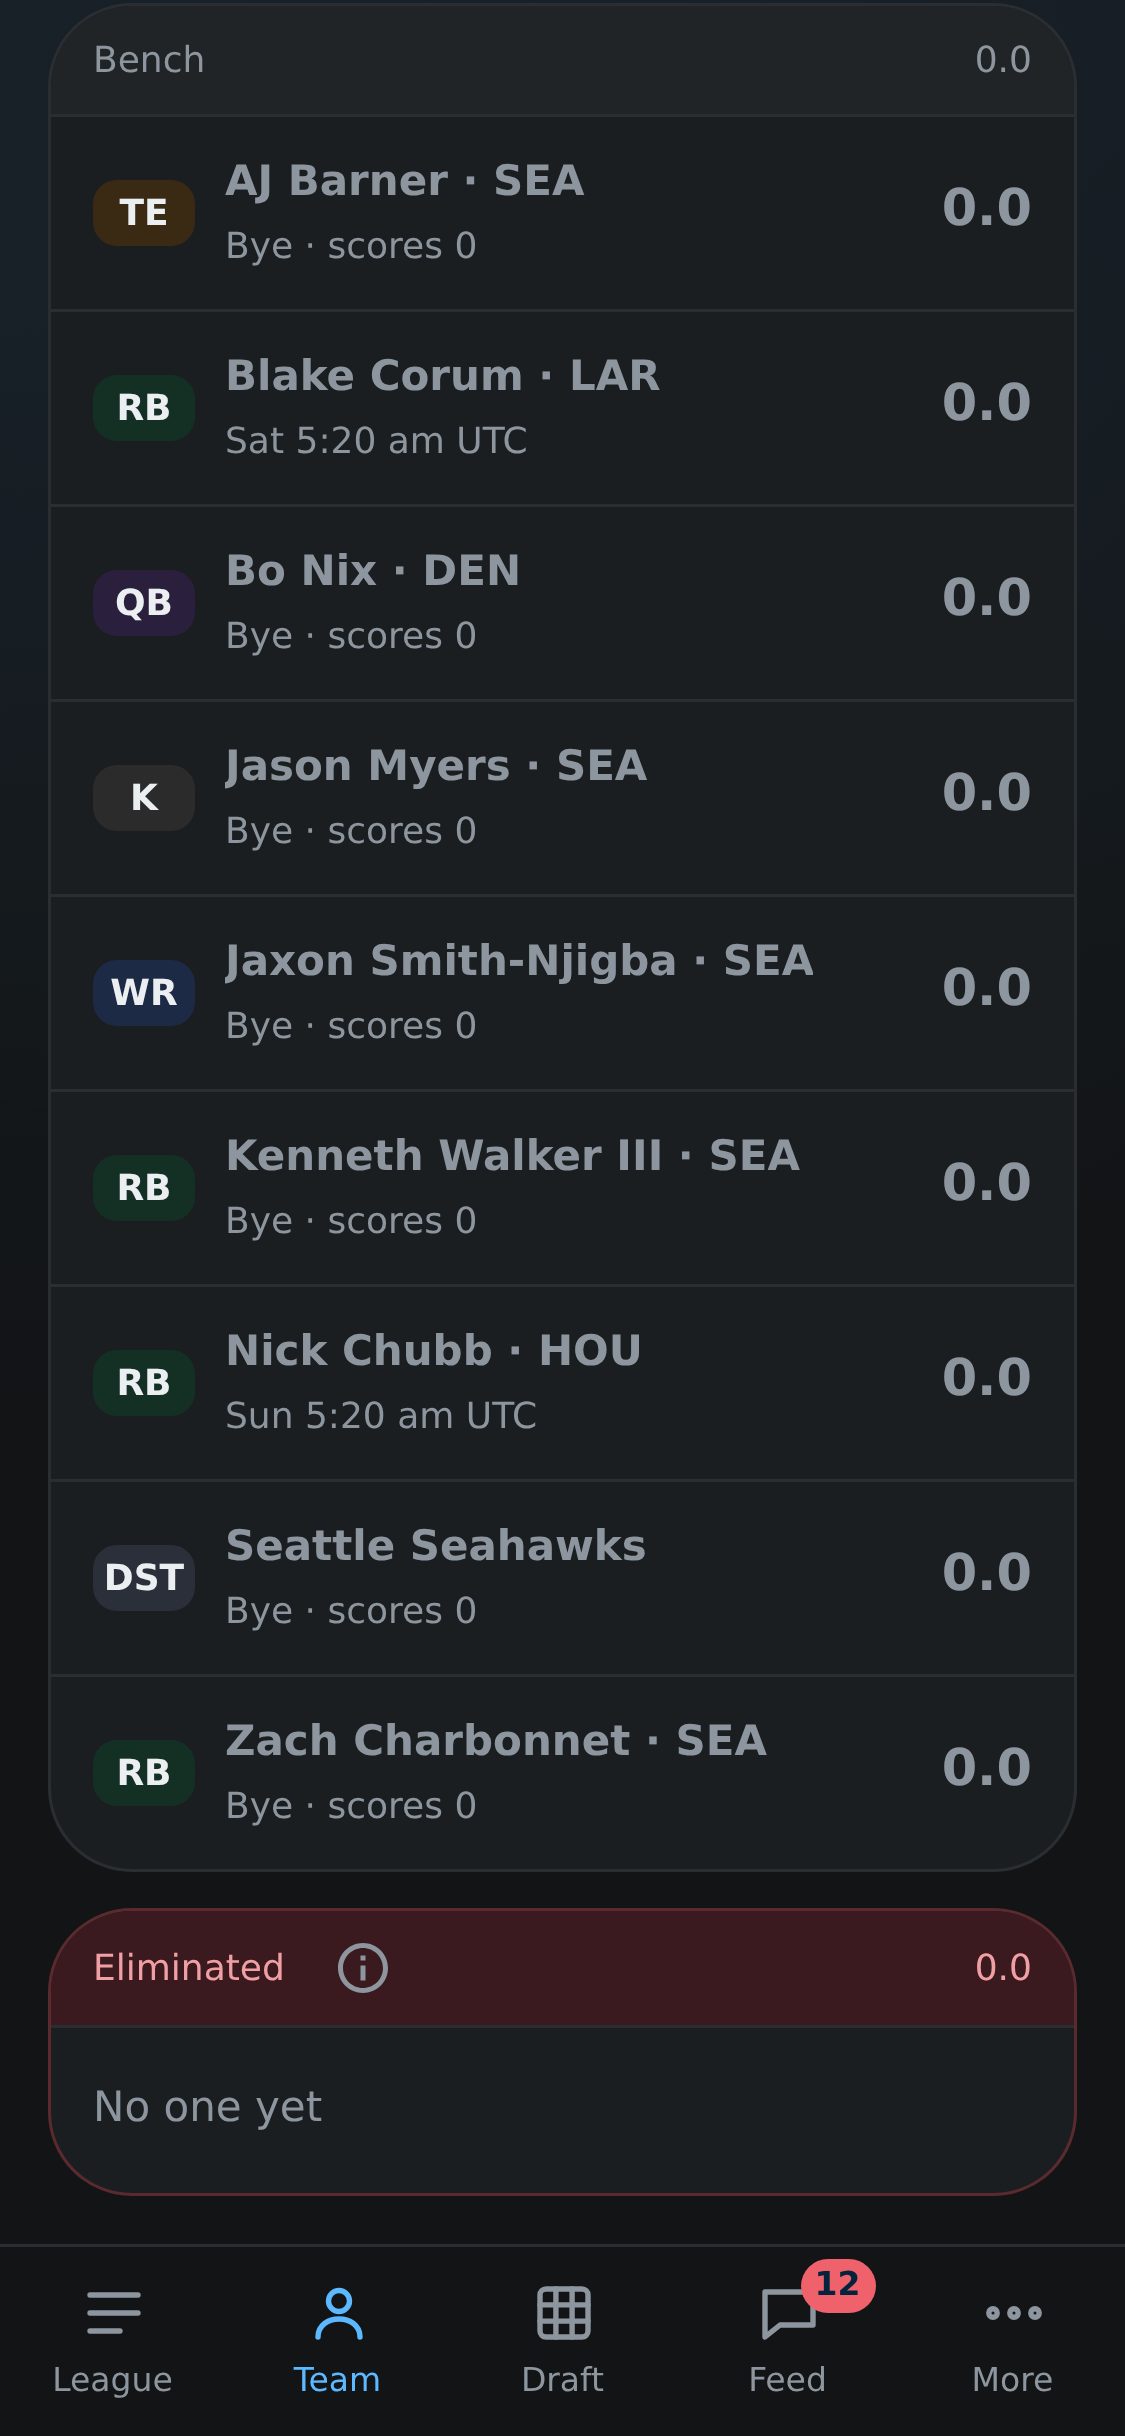 Bench 0.0
TE AJ Barner · SEA 0.0
Bye · scores 0
RB Blake Corum · LAR 0.0
Sat 5:20 am UTC
QB Bo Nix · DEN 0.0
Bye · scores 0
K Jason Myers · SEA 0.0
Bye · scores 0
WR Jaxon Smith-Njigba · SEA 0.0
Bye · scores 0
RB Kenneth Walker III · SEA 0.0
Bye · scores 0
RB Nick Chubb · HOU 0.0
Sun 5:20 am UTC
DST Seattle Seahawks 0.0
Bye · scores 0
RB Zach Charbonnet · SEA 0.0
Bye · scores 0
Eliminated 0.0
No one yet
12
League Team Draft Feed More